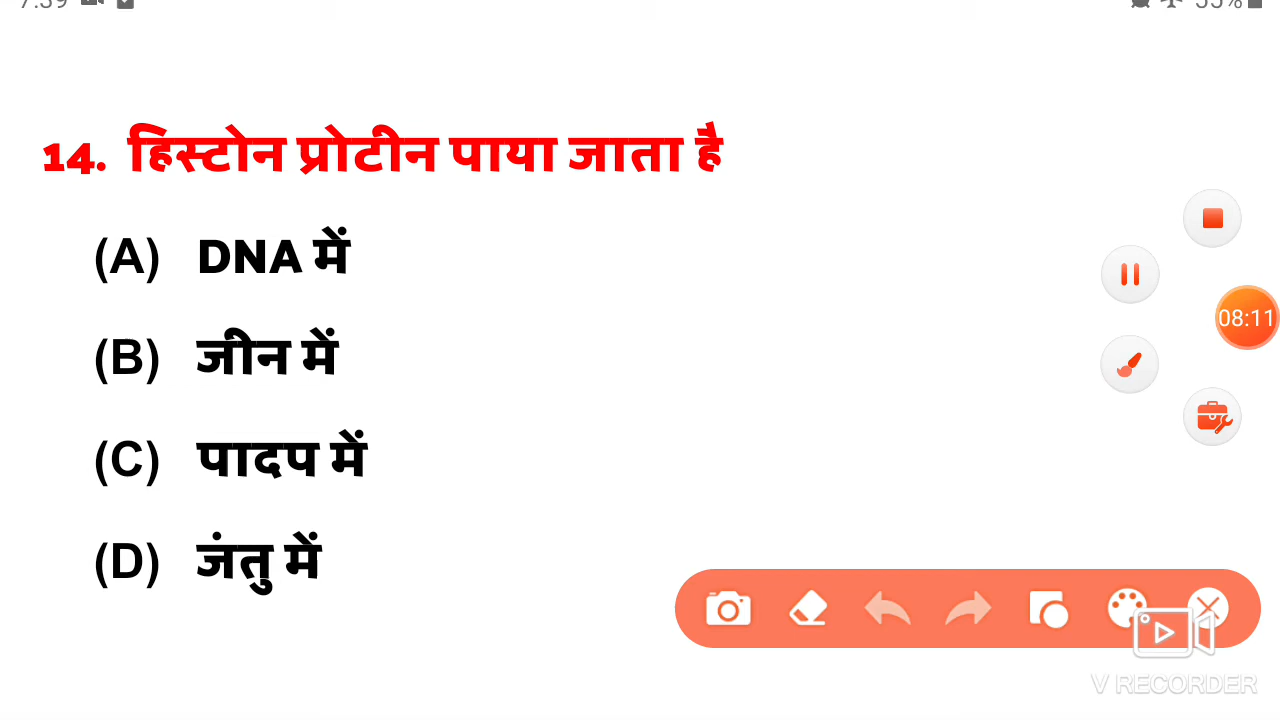 14. हिस्टोन प्रोटीन पाया जाता है
(A) DNA में
(B) जीन में
08:11
(C) पादप में
(D) जंतु में
V RECORDER